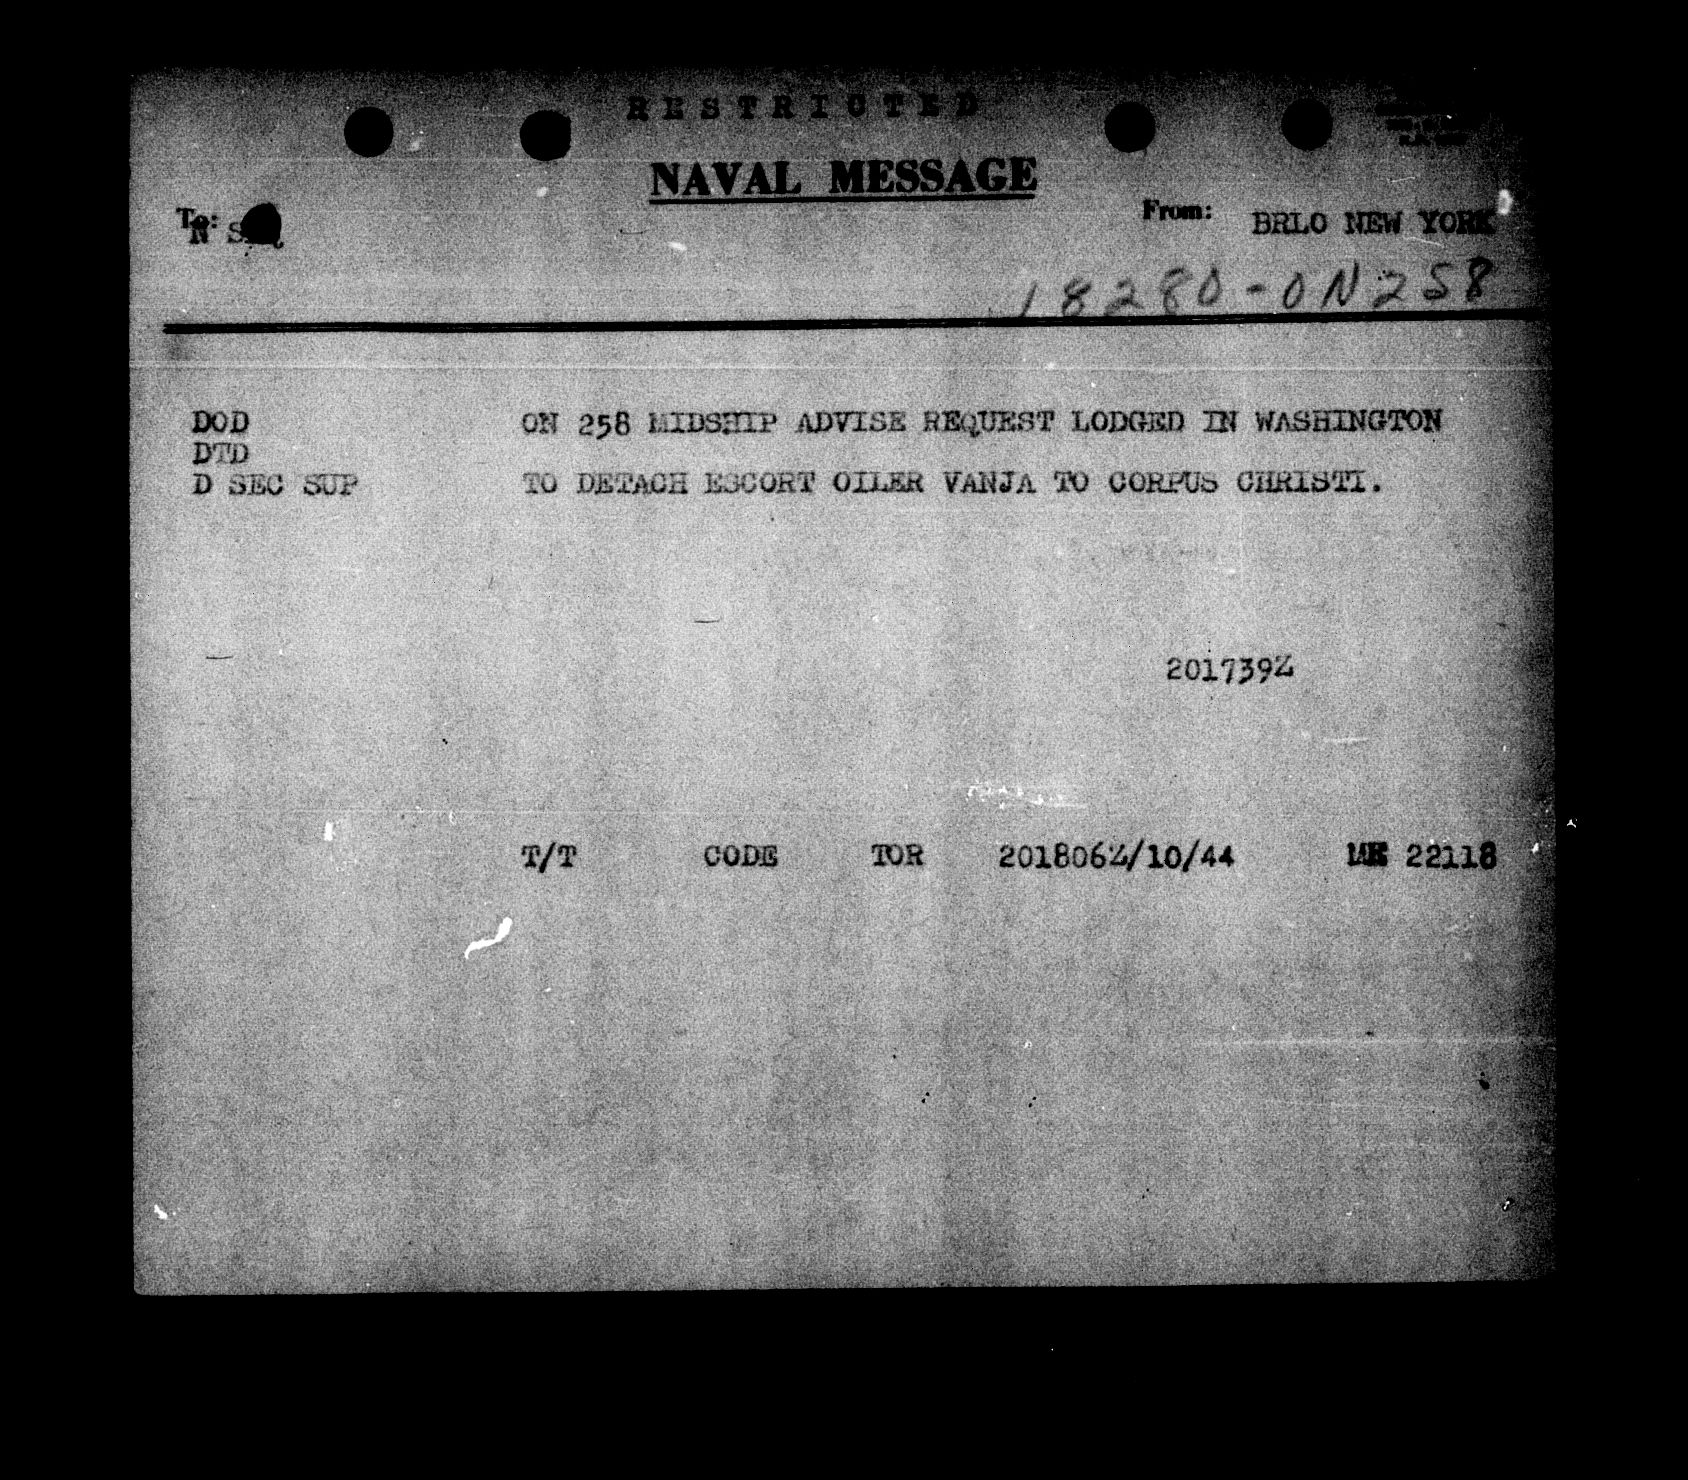 RESTRICTED
NAVAL MESSAGE
To:
From:
BRLO NEW YORK
N
18280-ON258
DOD ON 258 MIDSHIP ADVISE REQUEST LODGED IN WASHINGTON
DTD
D SEC SUP TO DETACH ESCORT OILER VANJA TO CORPUS CHRISTI.
201739Z
T/T CODE TOR 201806Z/10/44 22118